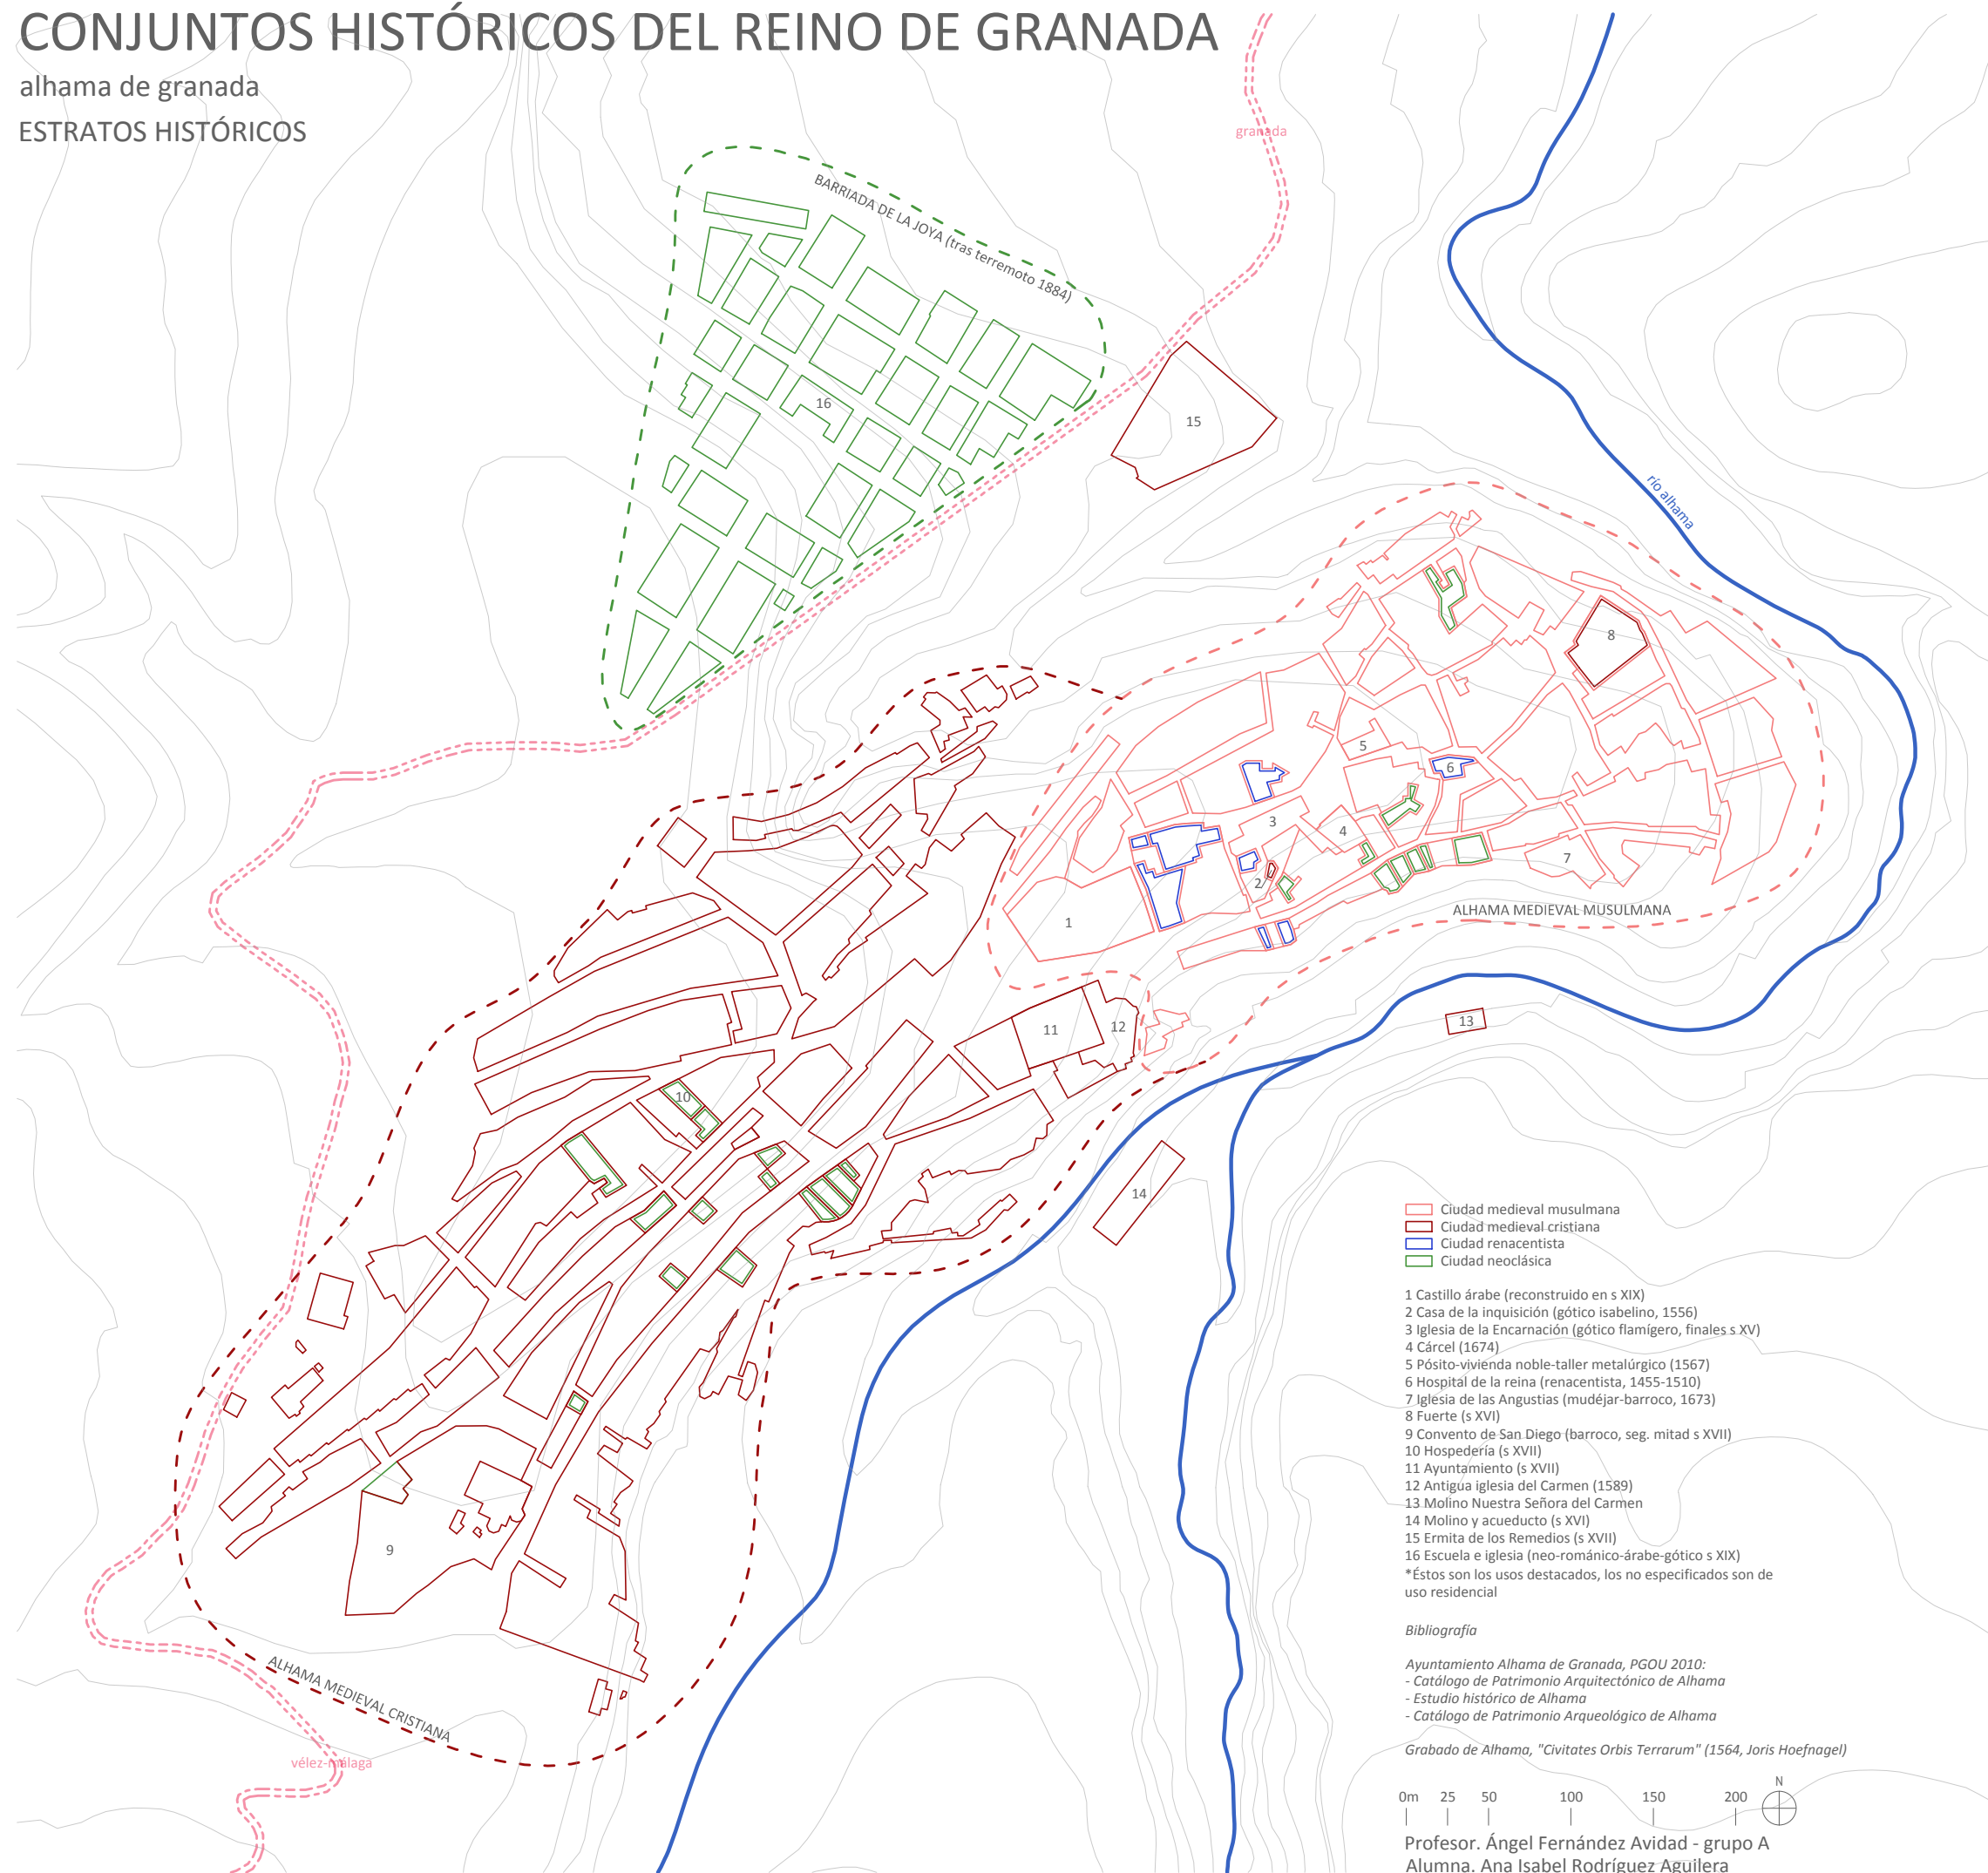 CONJUNTOS HISTÓRICOS DEL REINO DE GRANADA
alhama de granada
ESTRATOS HISTÓRICOS
granada
BARRIADA DE LA JOYA (tras terremoto 1884)
16
15
río alhama
8
5
6
3
4
7
2
1
ALHAMA MEDIEVAL MUSULMANA
11
12
13
10
14
9
ALHAMA MEDIEVAL CRISTIANA
vélez-málaga
Ciudad medieval musulmana
Ciudad medieval cristiana
Ciudad renacentista
Ciudad neoclásica
1 Castillo árabe (reconstruido en s XIX)
2 Casa de la inquisición (gótico isabelino, 1556)
3 Iglesia de la Encarnación (gótico flamígero, finales s XV)
4 Cárcel (1674)
5 Pósito-vivienda noble-taller metalúrgico (1567)
6 Hospital de la reina (renacentista, 1455-1510)
7 Iglesia de las Angustias (mudéjar-barroco, 1673)
8 Fuerte (s XVI)
9 Convento de San Diego (barroco, seg. mitad s XVII)
10 Hospedería (s XVII)
11 Ayuntamiento (s XVII)
12 Antigua iglesia del Carmen (1589)
13 Molino Nuestra Señora del Carmen
14 Molino y acueducto (s XVI)
15 Ermita de los Remedios (s XVII)
16 Escuela e iglesia (neo-románico-árabe-gótico s XIX)
*Éstos son los usos destacados, los no especificados son de
uso residencial
Bibliografía
Ayuntamiento Alhama de Granada, PGOU 2010:
- Catálogo de Patrimonio Arquitectónico de Alhama
- Estudio histórico de Alhama
- Catálogo de Patrimonio Arqueológico de Alhama
Grabado de Alhama, "Civitates Orbis Terrarum" (1564, Joris Hoefnagel)
N
0m 25 50 100 150 200
Profesor. Ángel Fernández Avidad - grupo A
Alumna. Ana Isabel Rodríguez Aguilera